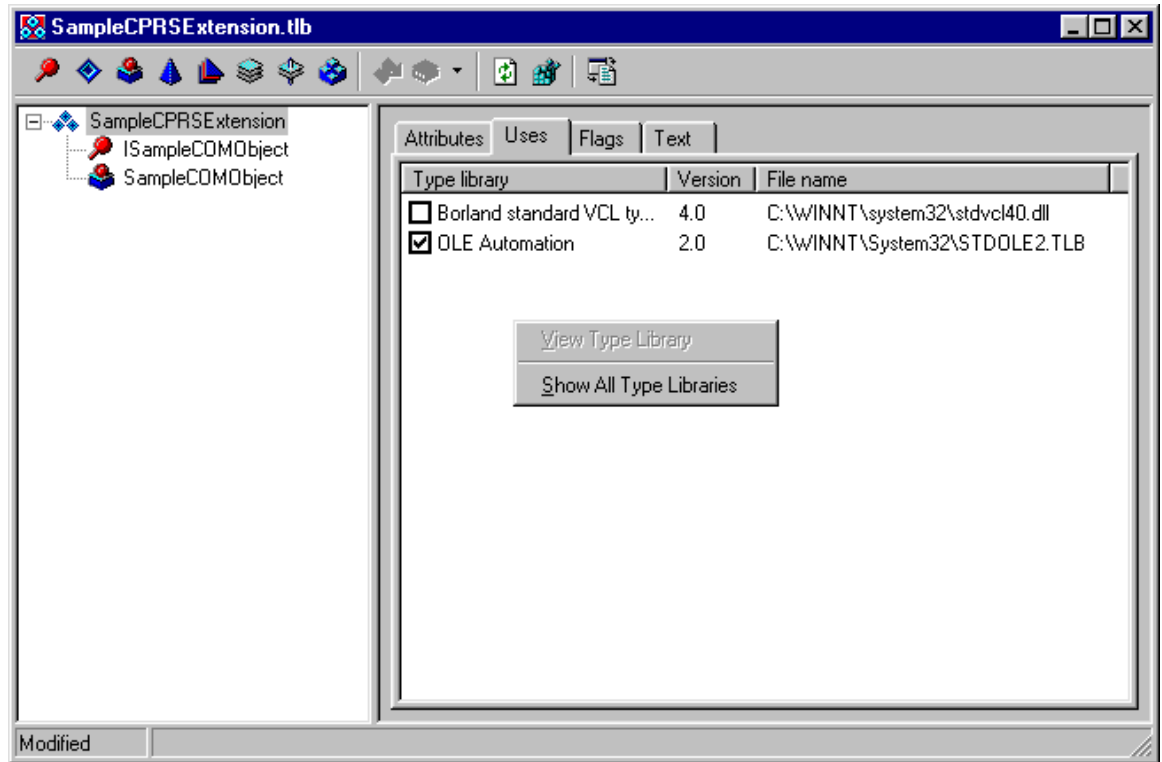 SampleCPRSExtension.tlb
SampleCPRSExtension
ISampleCOMObject
SampleCOMObject
Attributes Uses Flags Text
Type library Version File name
Borland standard VCL ty... 4.0 C:\WINNT\system32\stdvcl40.dll
OLE Automation 2.0 C:\WINNT\System32\STDOLE2.TLB
View Type Library
Show All Type Libraries
Modified